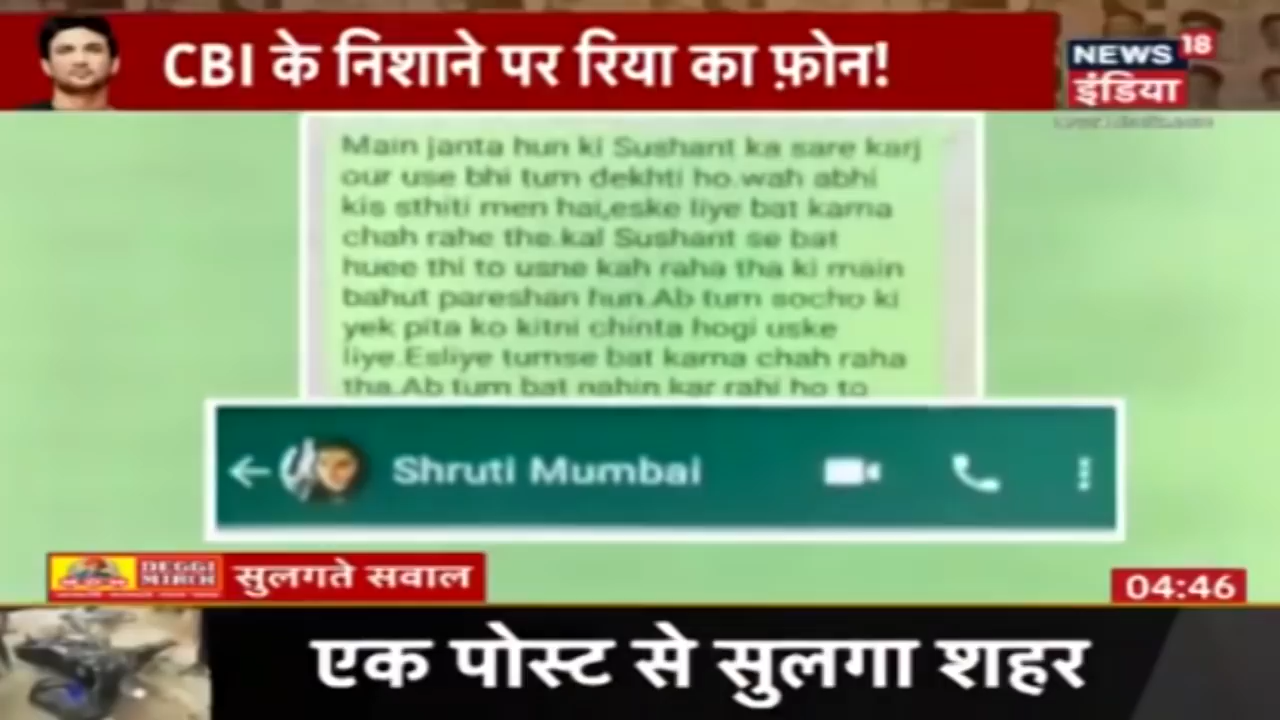 CBI के निशाने पर रिया का फ़ोन!
NEWS 18
इंडिया
Main janta hun ki Sushant ka sare karj
our use bhi tum dekhti ho.wah abhi
kis sthiti men hai,eske liye bat karna
chah rahe the.kal Sushant se bat
huee thi to usne kah raha tha ki main
bahut pareshan hun.Ab tum socho ki
yek pita ko kitni chinta hogi uske
liye.Esliye tumse bat karna chah raha
tha.Ab tum bat nahin kar rahi ho to
Shruti Mumbai
DEGGI
MIRCH
सुलगते सवाल
04:46
एक पोस्ट से सुलगा शहर